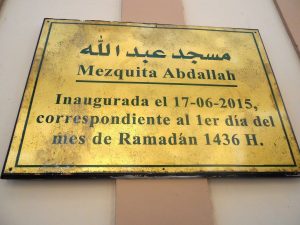 مسجد عبد الله
Mezquita Abdallah
Inaugurada el 17-06-2015,
correspondiente al 1er día del
mes de Ramadán 1436 H.